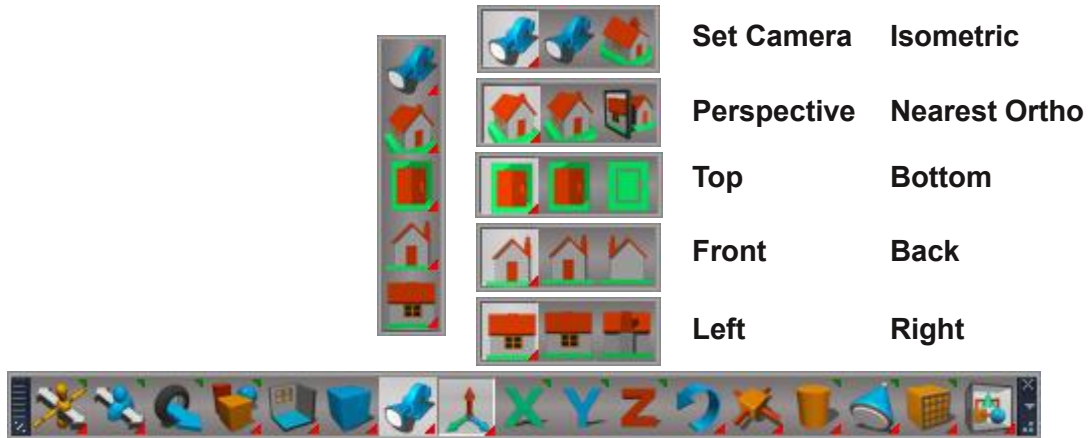 Set Camera Isometric
Perspective Nearest Ortho
Top Bottom
Front Back
Left Right
X Y Z